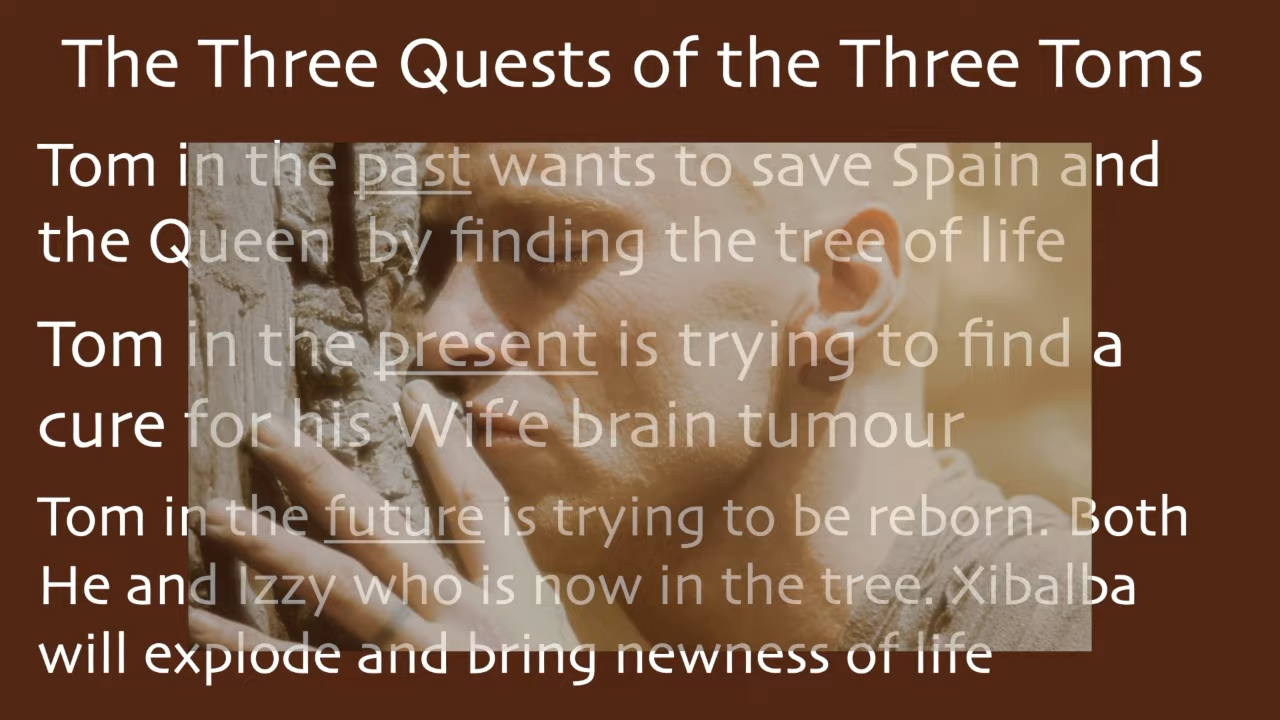 The Three Quests of the Three Toms
Tom in the past wants to save Spain and
the Queen  by finding the tree of life
Tom in the present is trying to find a
cure for his Wif’e brain tumour
Tom in the future is trying to be reborn. Both
He and Izzy who is now in the tree. Xibalba
will explode and bring newness of life